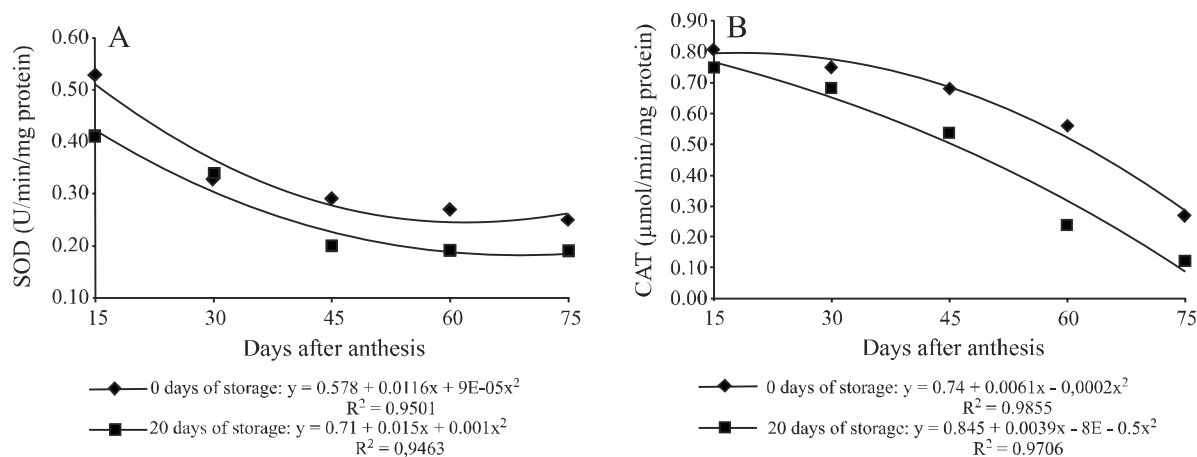 A
SOD (U/min/mg protein)
0.60
0.50
0.40
0.30
0.20
0.10
15 30 45 60 75
Days after anthesis
0 days of storage: y = 0.578 + 0.0116x + 9E-05x²
R² = 0.9501
20 days of storage: y = 0.71 + 0.015x + 0.001x²
R² = 0,9463
B
CAT (µmol/min/mg protein)
0.90
0.80
0.70
0.60
0.50
0.40
0.30
0.20
0.10
0.00
15 30 45 60 75
Days after anthesis
0 days of storage: y = 0.74 + 0.0061x - 0,0002x²
R² = 0.9855
20 days of storage: y = 0.845 + 0.0039x - 8E - 0.5x²
R² = 0.9706